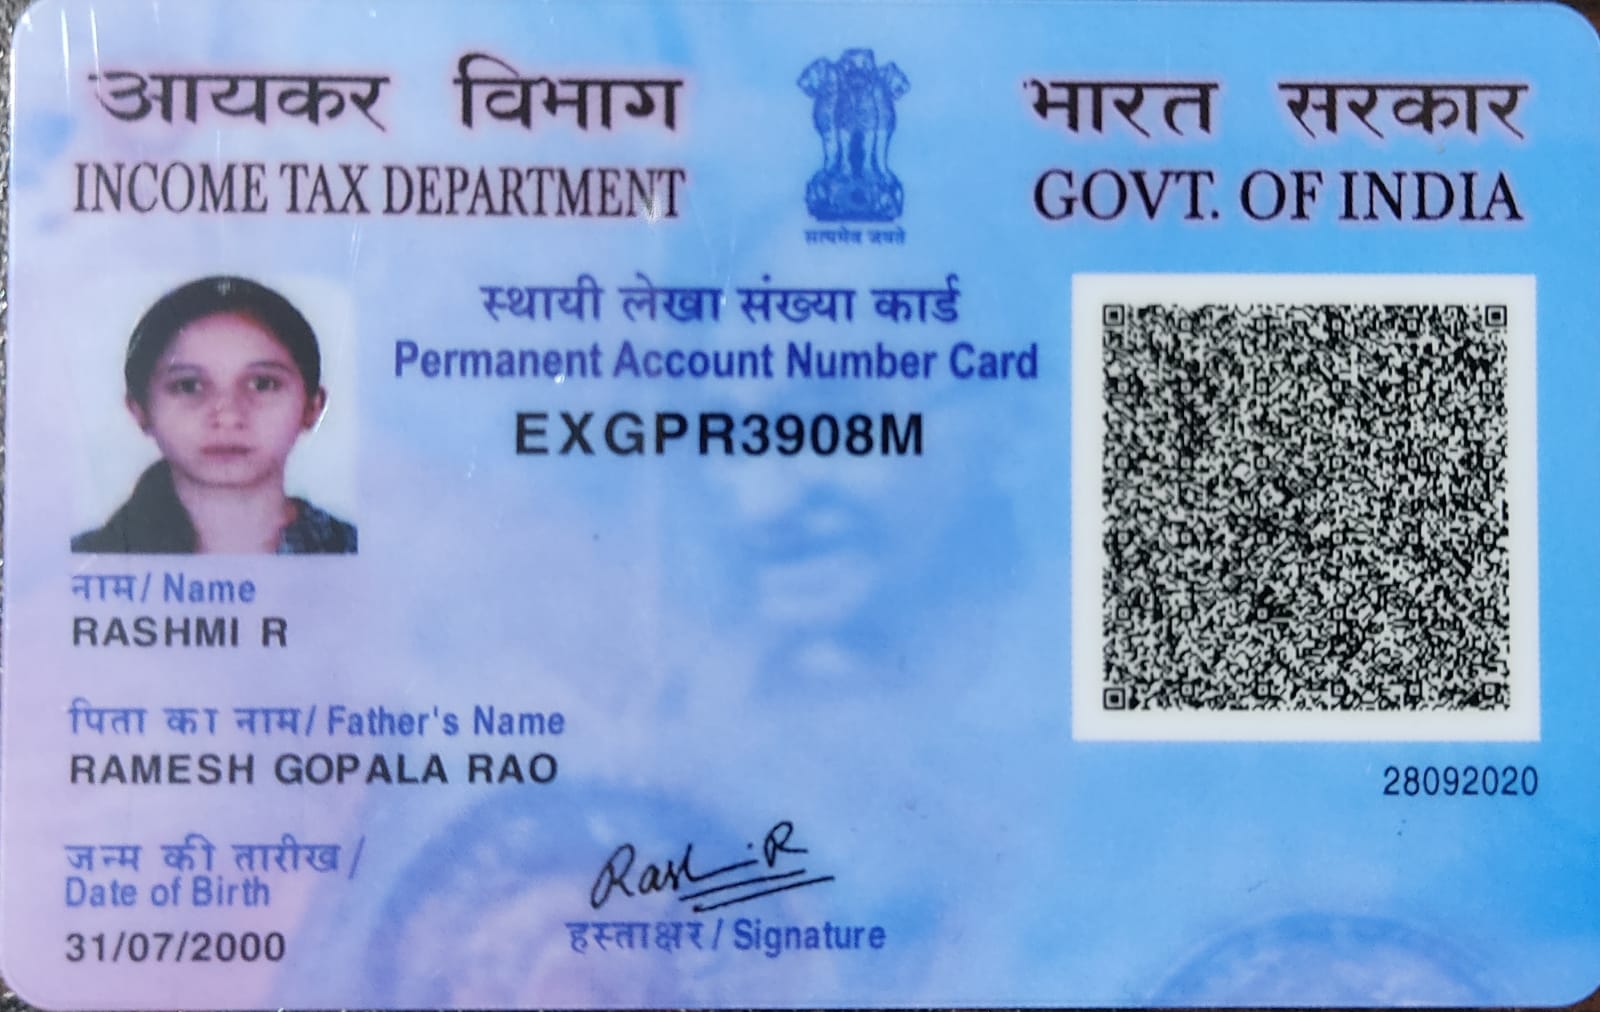 आयकर विभाग
INCOME TAX DEPARTMENT
सत्यमेव जयते
भारत सरकार
GOVT. OF INDIA
स्थायी लेखा संख्या कार्ड
Permanent Account Number Card
EXGPR3908M
नाम / Name
RASHMI R
पिता का नाम / Father's Name
RAMESH GOPALA RAO
जन्म की तारीख /
Date of Birth
31/07/2000
हस्ताक्षर / Signature
28092020